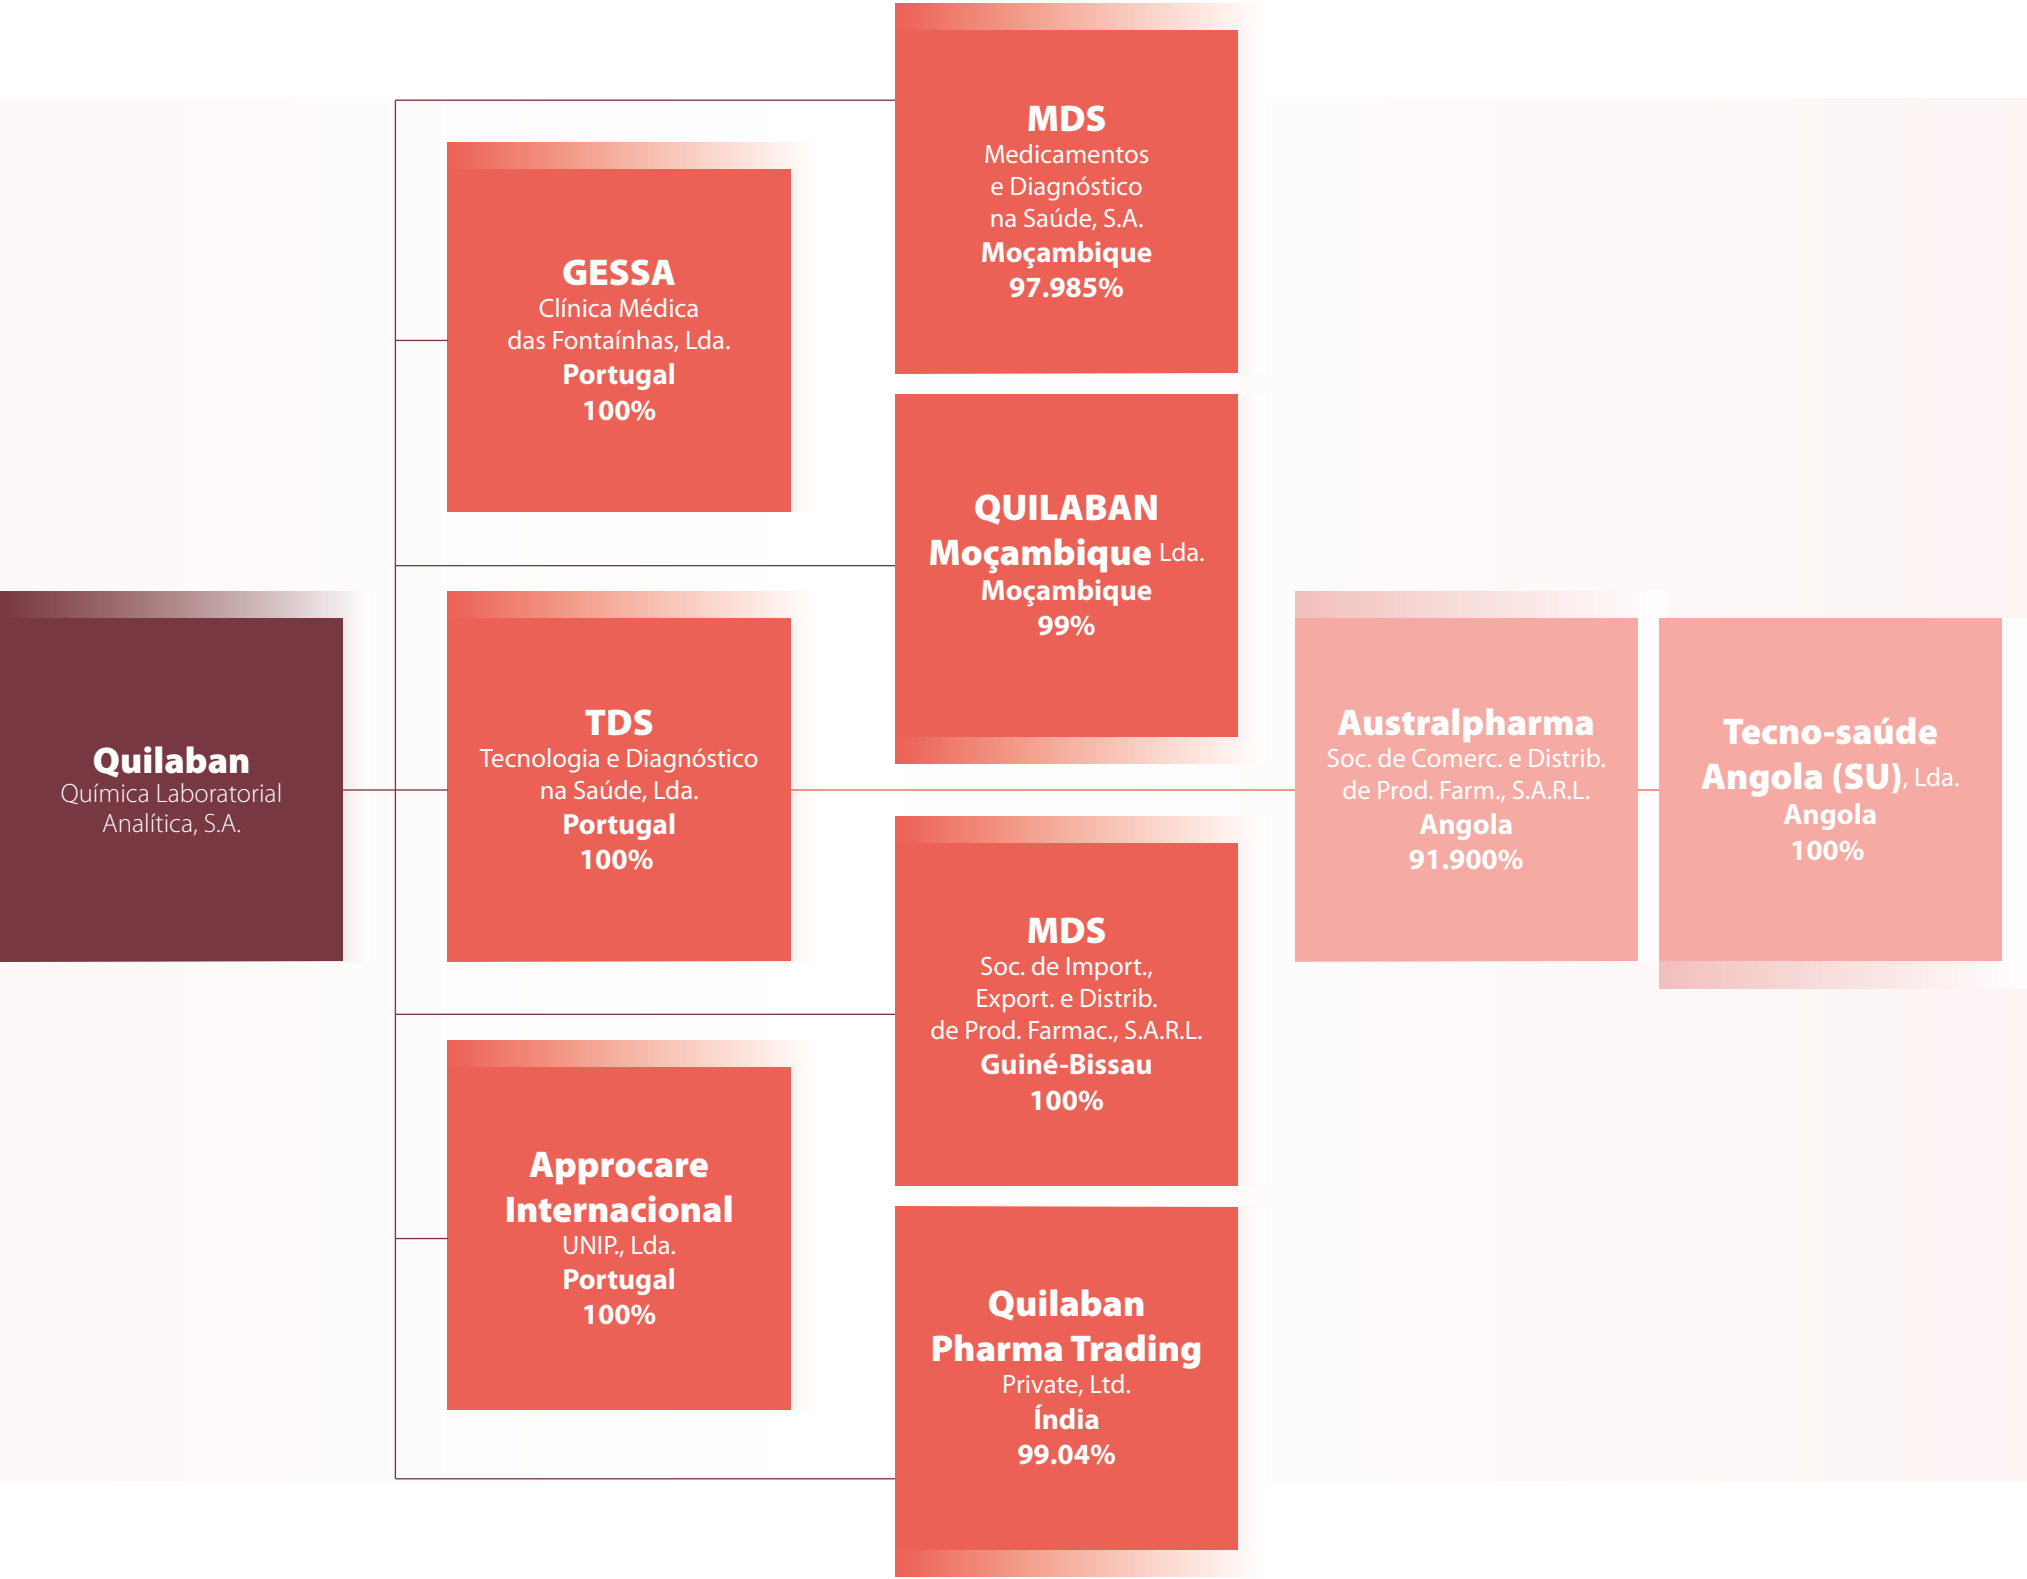 Quilaban
Química Laboratorial
Analítica, S.A.
GESSA
Clínica Médica
das Fontaínhas, Lda.
Portugal
100%
TDS
Tecnologia e Diagnóstico
na Saúde, Lda.
Portugal
100%
Approcare
Internacional
UNIP., Lda.
Portugal
100%
MDS
Medicamentos
e Diagnóstico
na Saúde, S.A.
Moçambique
97.985%
QUILABAN
Moçambique Lda.
Moçambique
99%
MDS
Soc. de Import.,
Export. e Distrib.
de Prod. Farmac., S.A.R.L.
Guiné-Bissau
100%
Quilaban
Pharma Trading
Private, Ltd.
Índia
99.04%
Australpharma
Soc. de Comerc. e Distrib.
de Prod. Farm., S.A.R.L.
Angola
91.900%
Tecno-saúde
Angola (SU), Lda.
Angola
100%